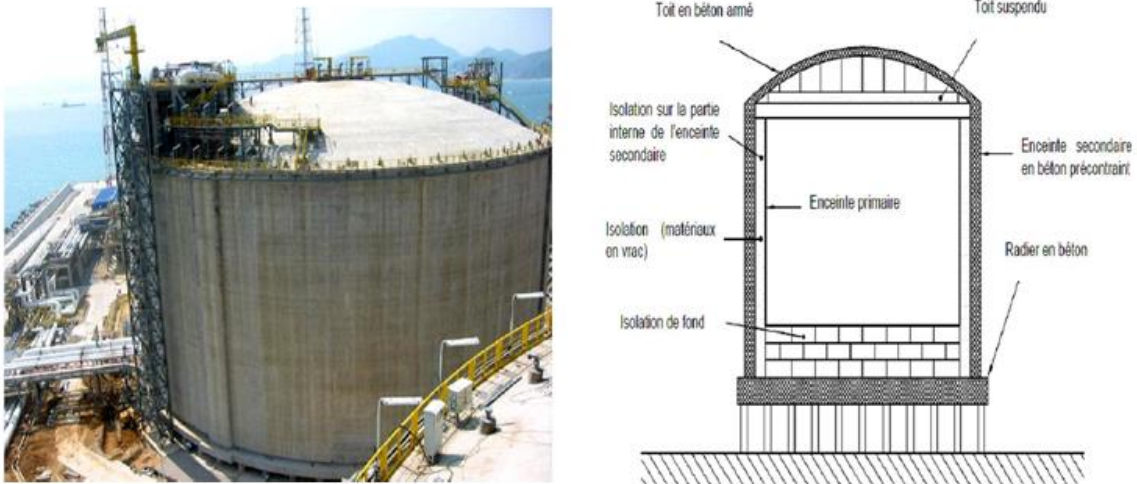 Toit en béton armé
Toit suspendu
Isolation sur la partie
interne de l'enceinte
secondaire
Enceinte secondaire
en béton précontraint
Enceinte primaire
Isolation (matériaux
en vrac)
Radier en béton
Isolation de fond